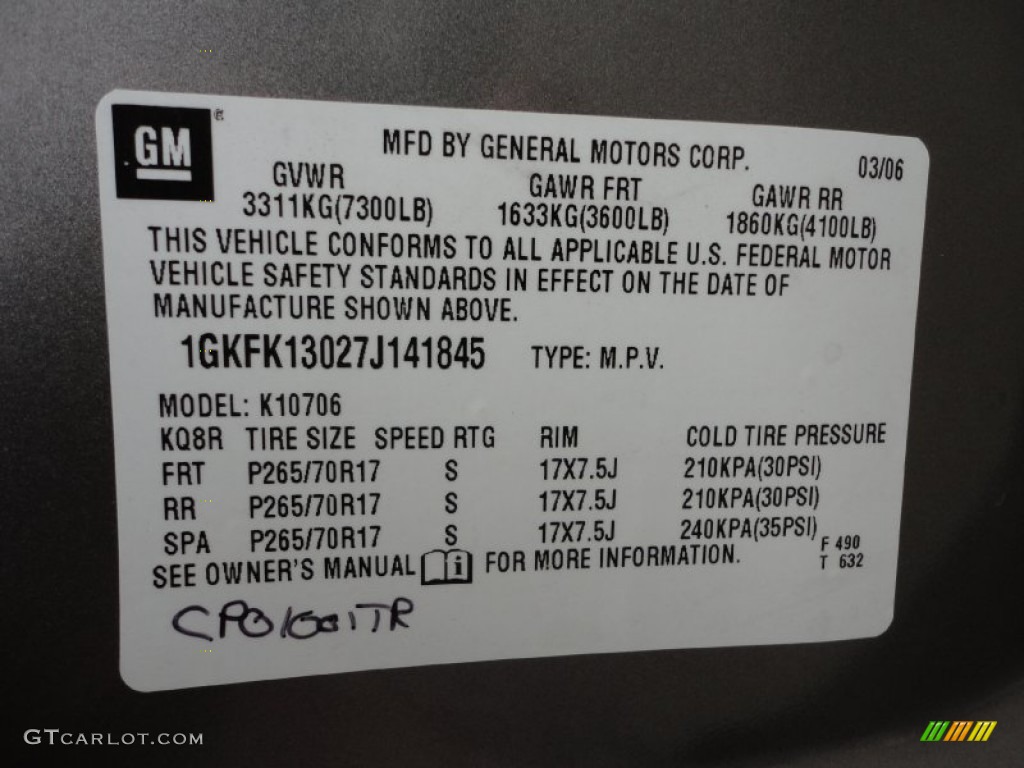 GM
MFD BY GENERAL MOTORS CORP. 03/06
GVWR GAWR FRT GAWR RR
3311KG(7300LB) 1633KG(3600LB) 1860KG(4100LB)
THIS VEHICLE CONFORMS TO ALL APPLICABLE U.S. FEDERAL MOTOR
VEHICLE SAFETY STANDARDS IN EFFECT ON THE DATE OF
MANUFACTURE SHOWN ABOVE.
1GKFK13027J141845 TYPE: M.P.V.
MODEL: K10706
KQ8R TIRE SIZE SPEED RTG RIM COLD TIRE PRESSURE
FRT P265/70R17 S 17X7.5J 210KPA(30PSI)
RR P265/70R17 S 17X7.5J 210KPA(30PSI)
SPA P265/70R17 S 17X7.5J 240KPA(35PSI)
F 490
T 632
SEE OWNER'S MANUAL i FOR MORE INFORMATION.
GTCARLOT.COM